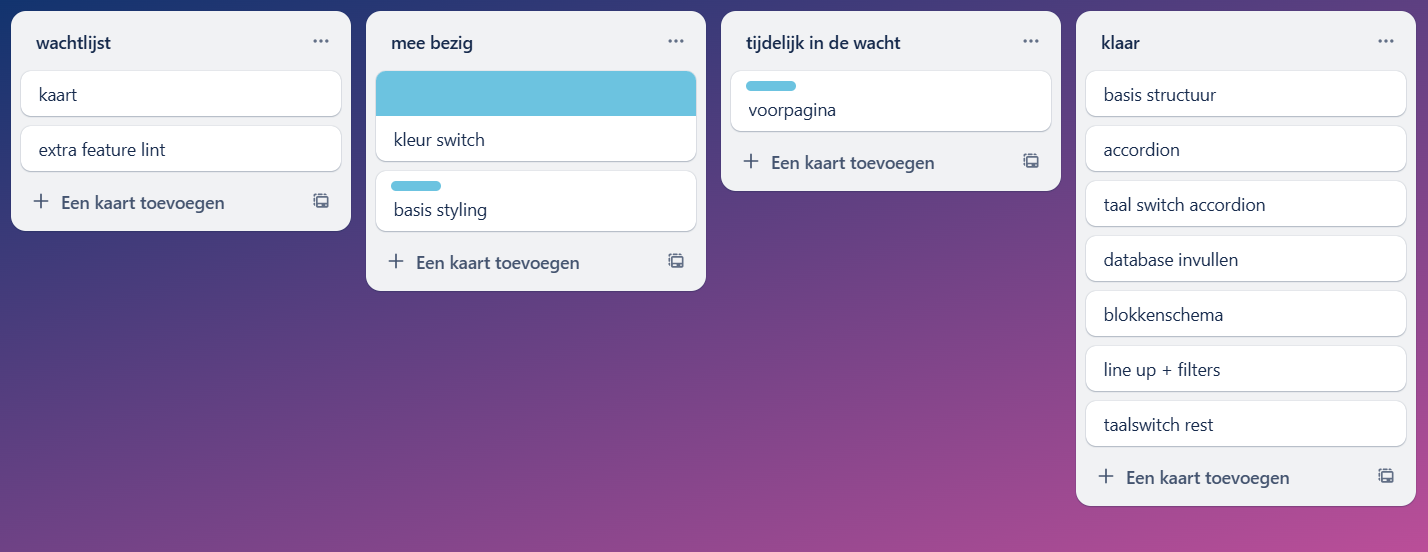 wachtlijst
kaart
extra feature lint
Een kaart toevoegen
mee bezig
kleur switch
basis styling
Een kaart toevoegen
tijdelijk in de wacht
voorpagina
Een kaart toevoegen
klaar
basis structuur
accordion
taal switch accordion
database invullen
blokkenschema
line up + filters
taalswitch rest
Een kaart toevoegen